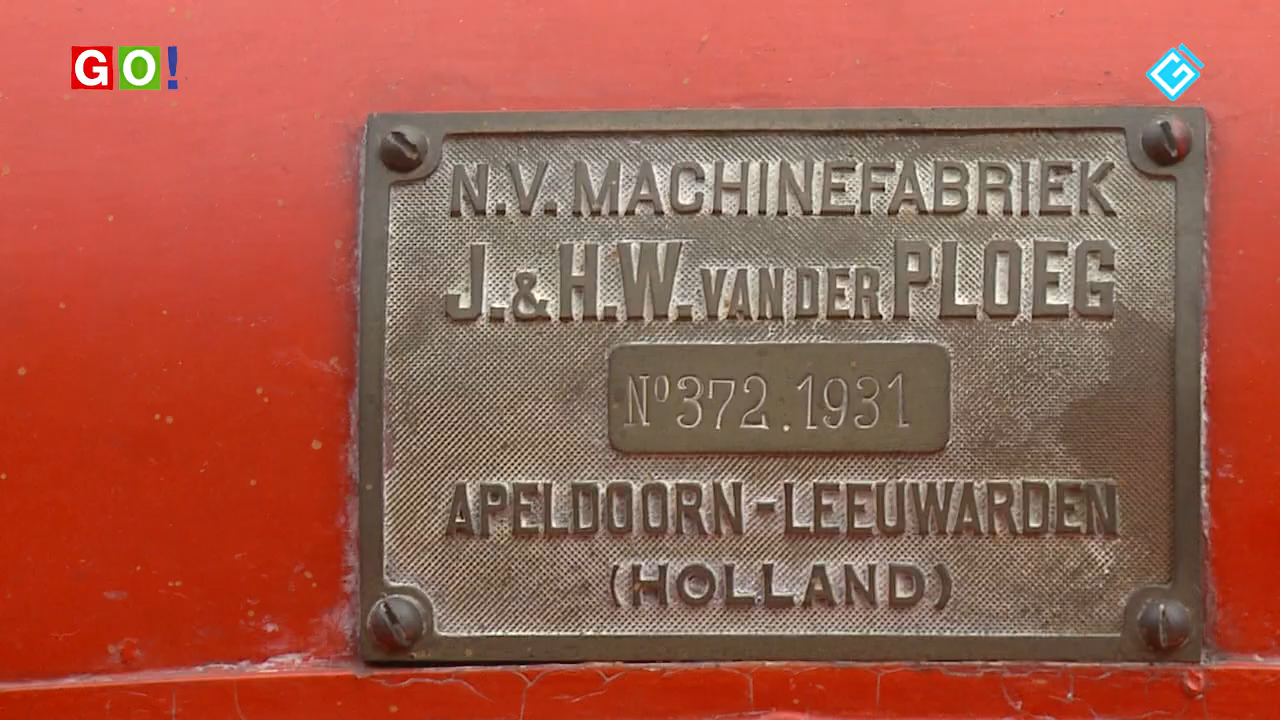 GO!
G
N.V. MACHINEFABRIEK
J. & H.W. VAN DER PLOEG
No 372. 1931
APELDOORN-LEEUWARDEN
(HOLLAND)